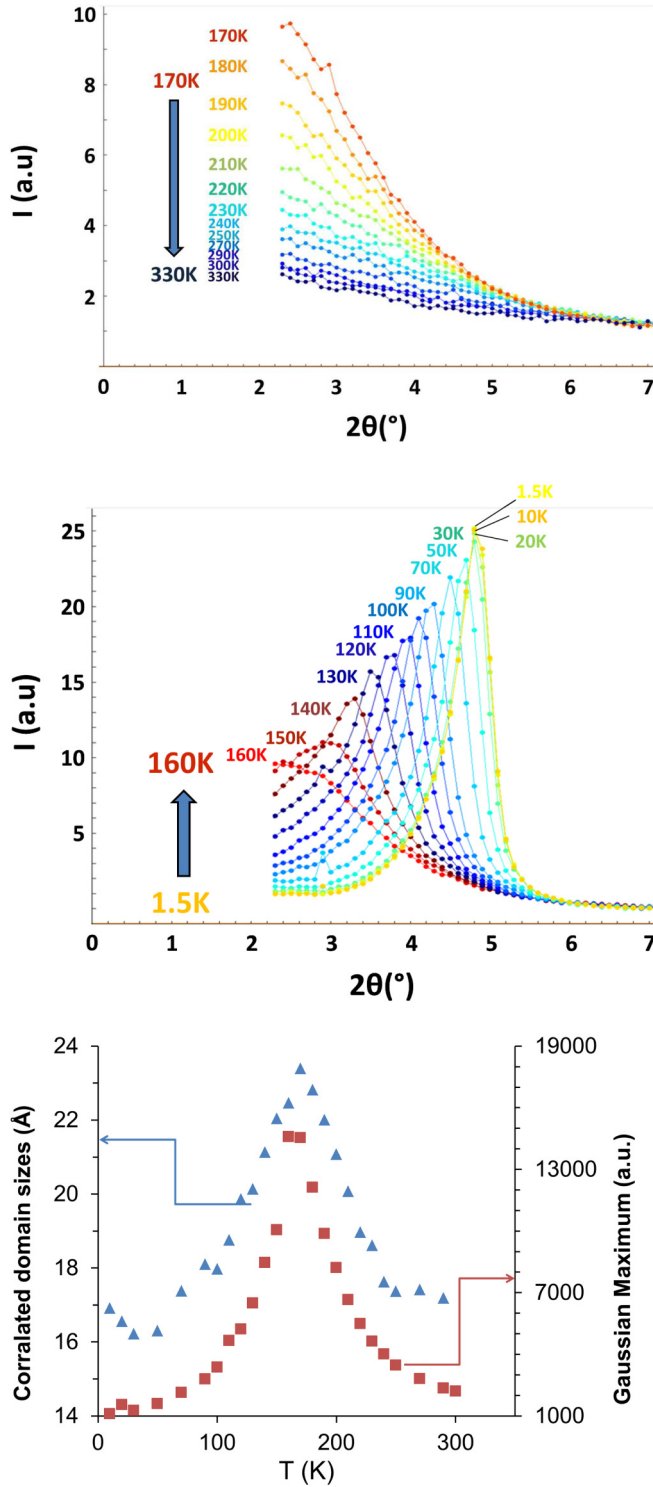 10
8
6
4
2
I (a.u)
170K
330K
170K
180K
190K
200K
210K
220K
230K
240K
250K
270K
290K
300K
330K
0
1
2
3
4
5
6
7
2θ(°)
25
20
15
10
5
I (a.u)
160K
1.5K
160K
150K
140K
130K
120K
110K
100K
90K
70K
50K
30K
1.5K
10K
20K
0
1
2
3
4
5
6
7
2θ(°)
24
22
20
18
16
14
Corralated domain sizes (Å)
19000
13000
7000
1000
Gaussian Maximum (a.u.)
0
100
200
300
T (K)